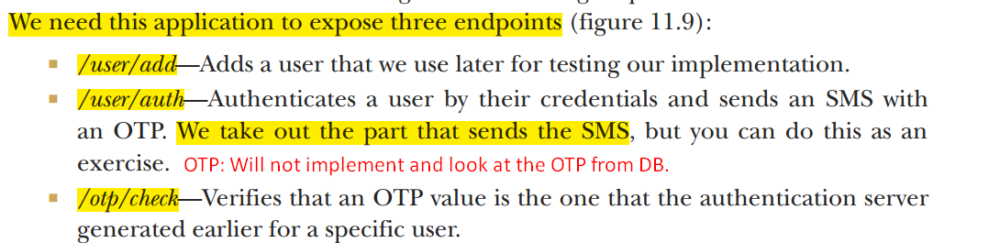 We need this application to expose three endpoints (figure 11.9):
■ /user/add—Adds a user that we use later for testing our implementation.
■ /user/auth—Authenticates a user by their credentials and sends an SMS with
an OTP. We take out the part that sends the SMS, but you can do this as an
exercise. OTP: Will not implement and look at the OTP from DB.
■ /otp/check—Verifies that an OTP value is the one that the authentication server
generated earlier for a specific user.